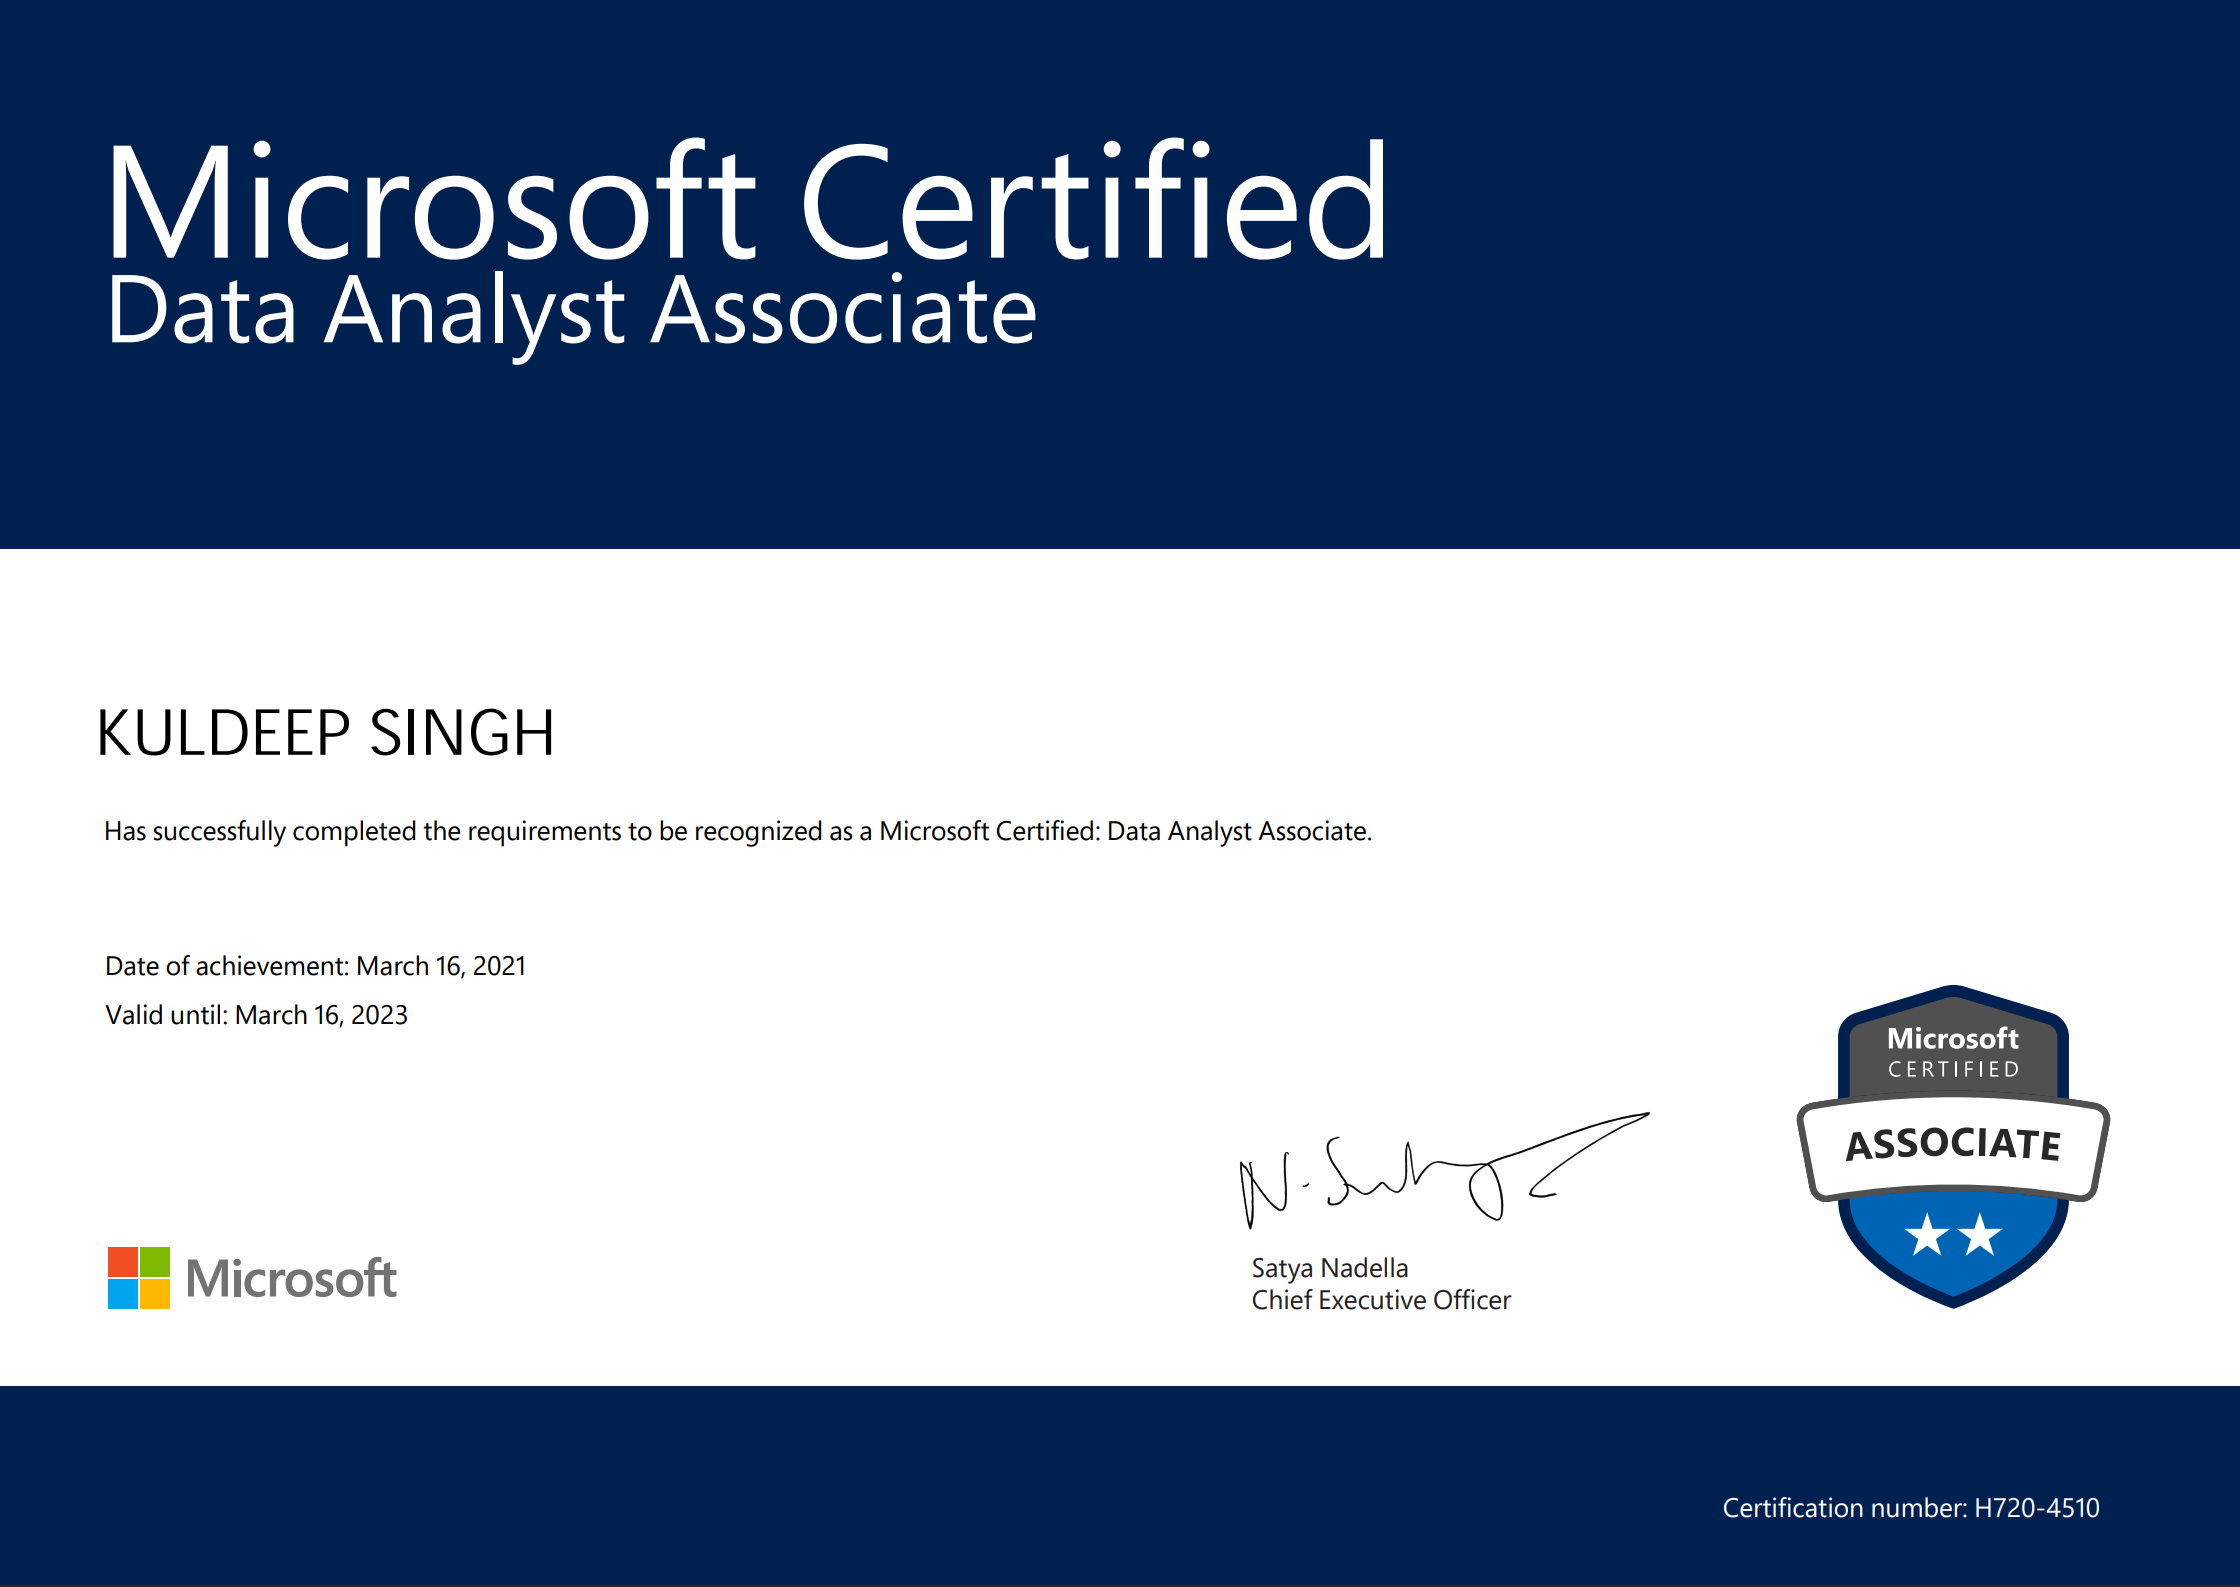 Microsoft Certified
Data Analyst Associate
KULDEEP SINGH
Has successfully completed the requirements to be recognized as a Microsoft Certified: Data Analyst Associate.
Date of achievement: March 16, 2021
Valid until: March 16, 2023
Microsoft
CERTIFIED
ASSOCIATE
Satya Nadella
Chief Executive Officer
Microsoft
Certification number: H720-4510